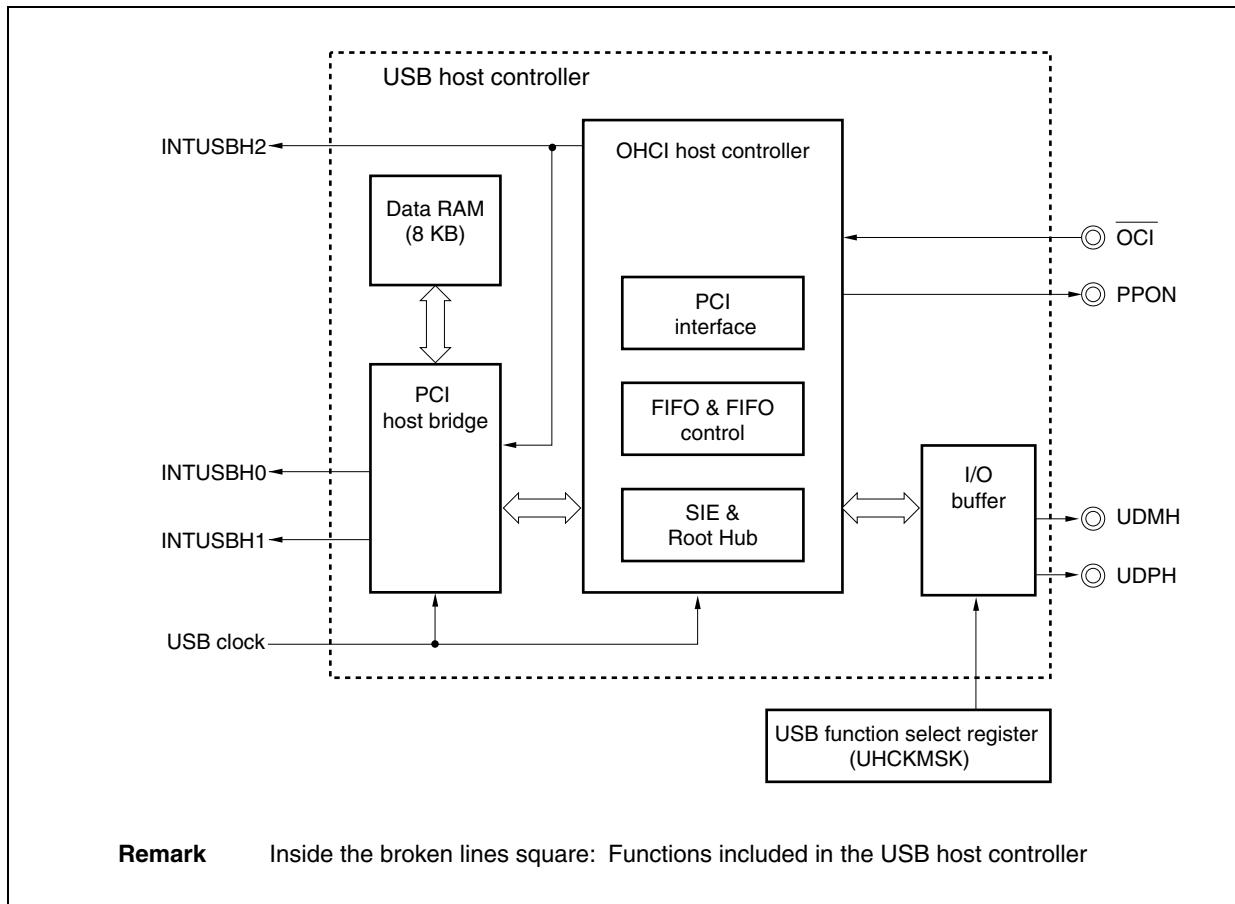 USB host controller
INTUSBH2
OHCI host controller
Data RAM
(8 KB)
OCI
PPON
PCI
interface
PCI
host bridge
FIFO & FIFO
control
INTUSBH0
I/O
buffer
SIE &
Root Hub
UDMH
INTUSBH1
UDPH
USB clock
USB function select register
(UHCKMSK)
Remark Inside the broken lines square: Functions included in the USB host controller